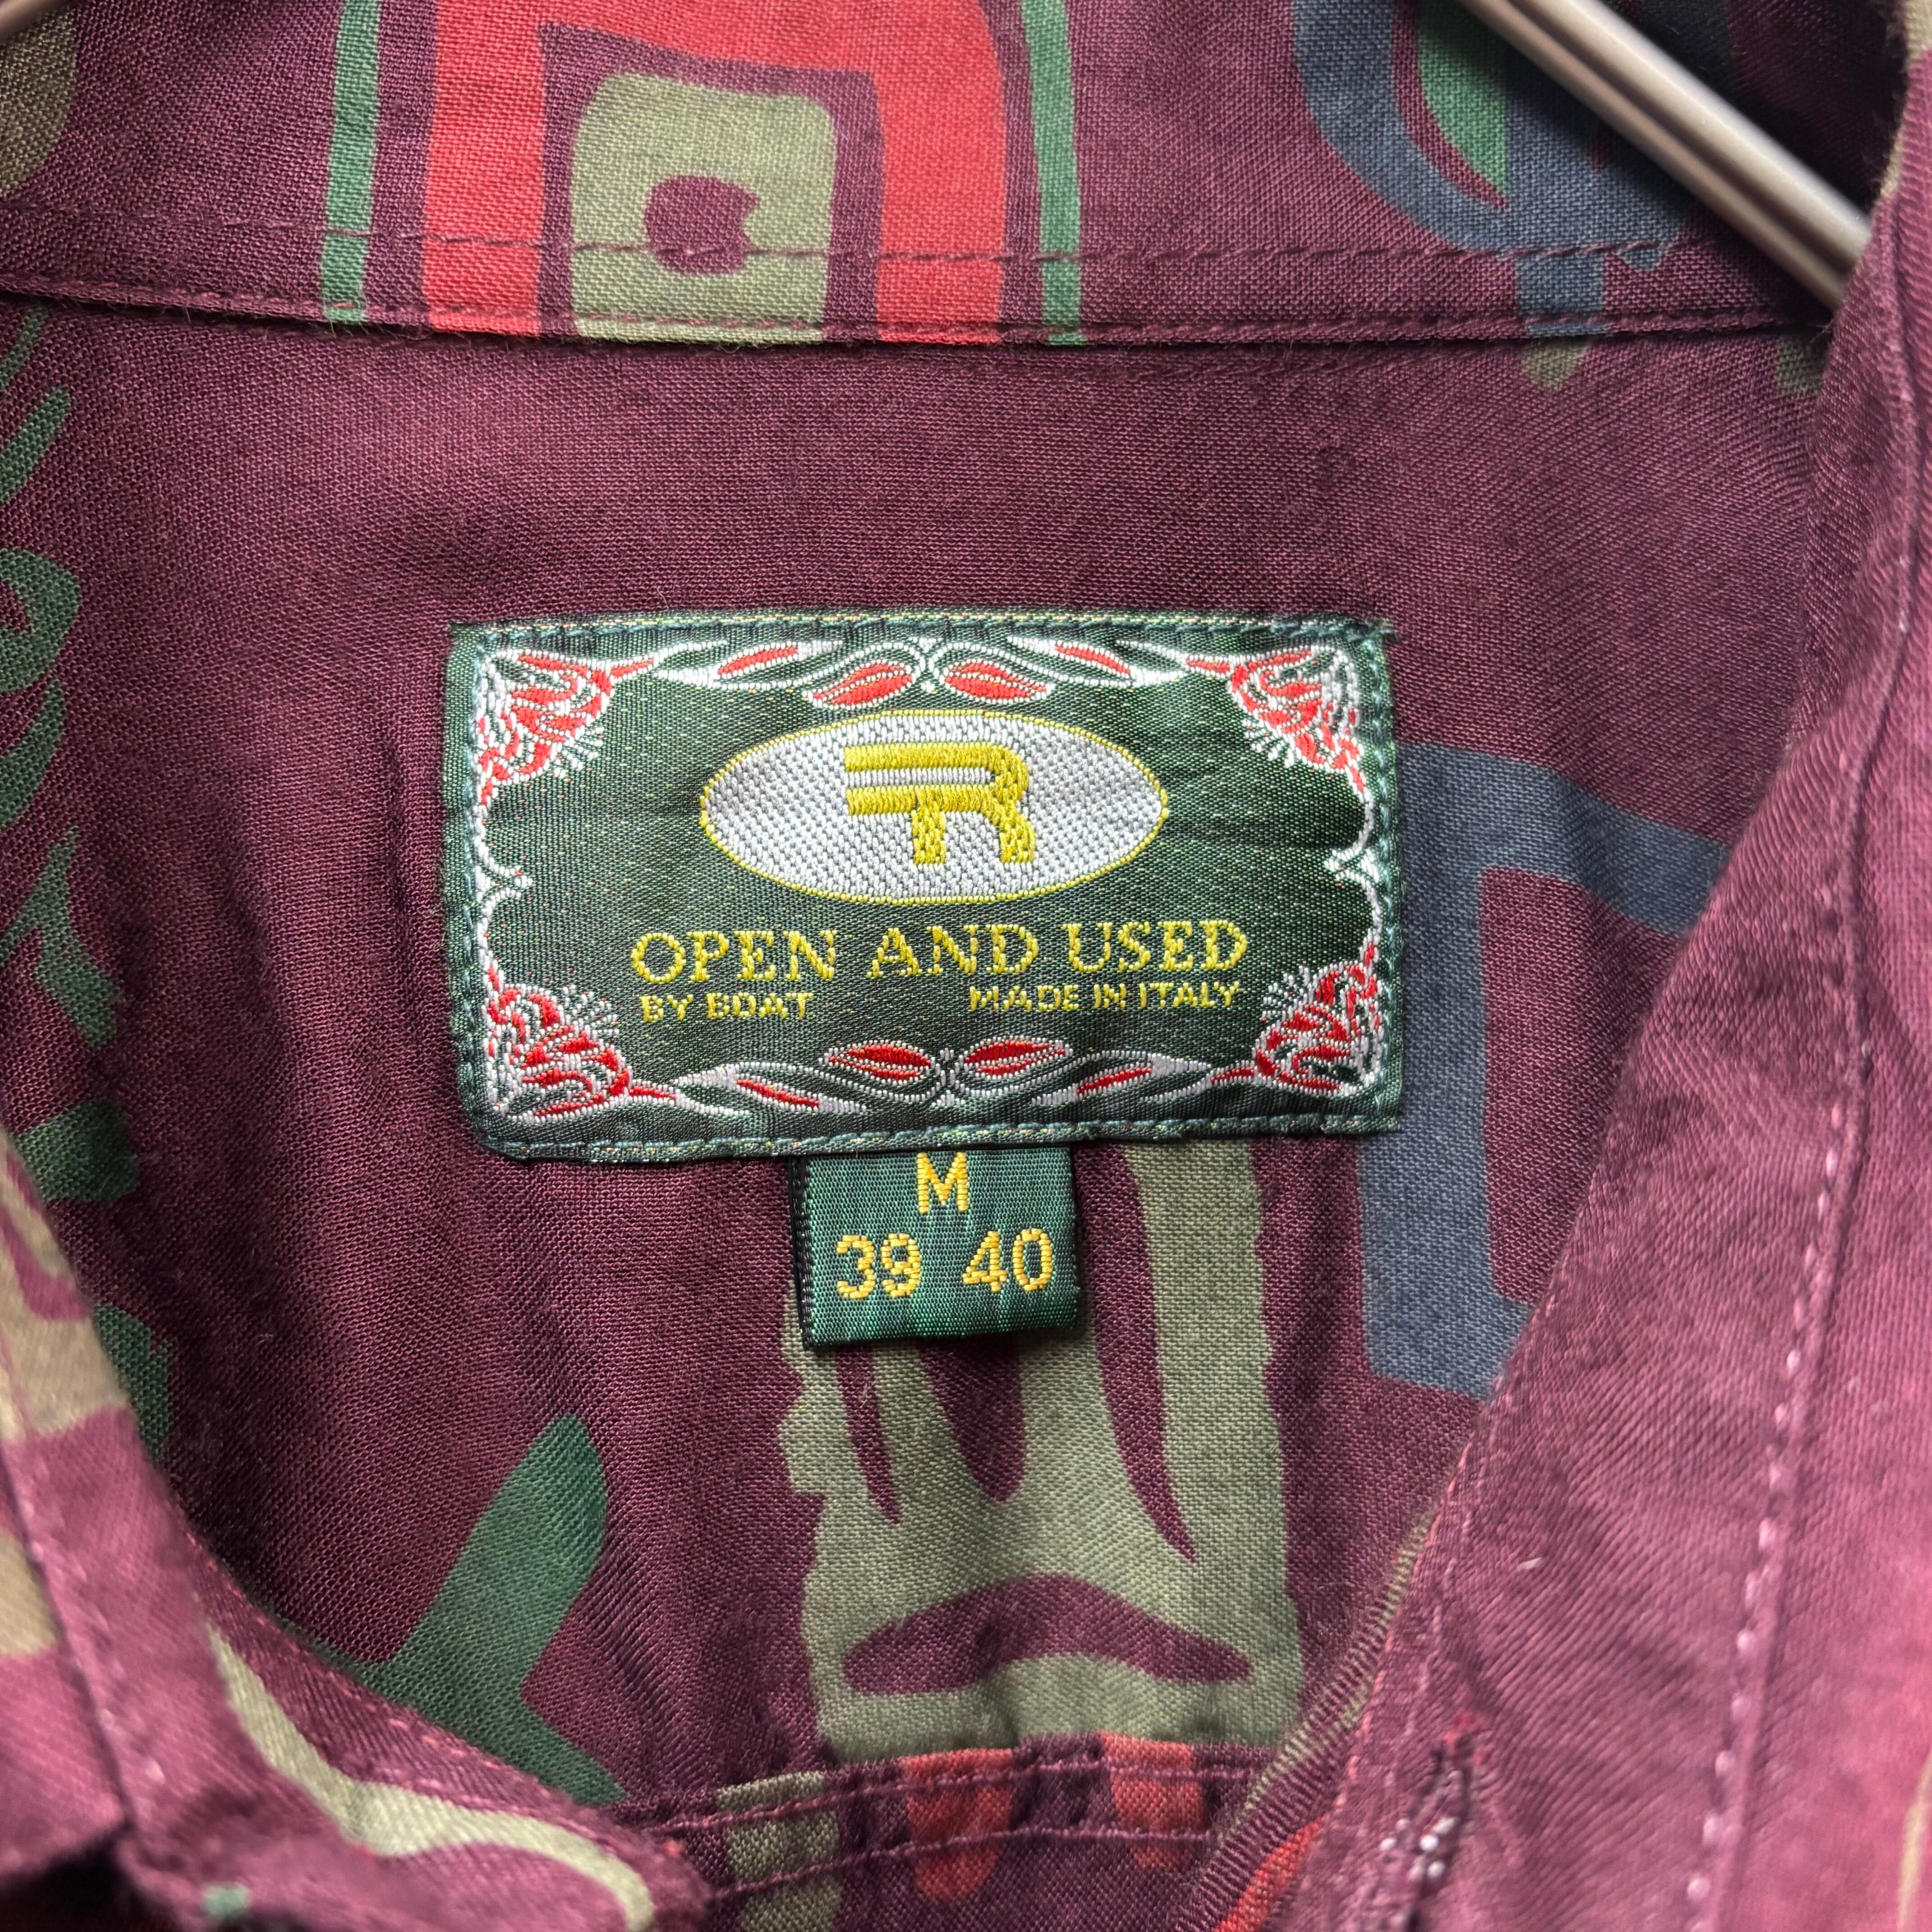 R
OPEN AND USED
BY BOAT MADE IN ITALY
M
39 40